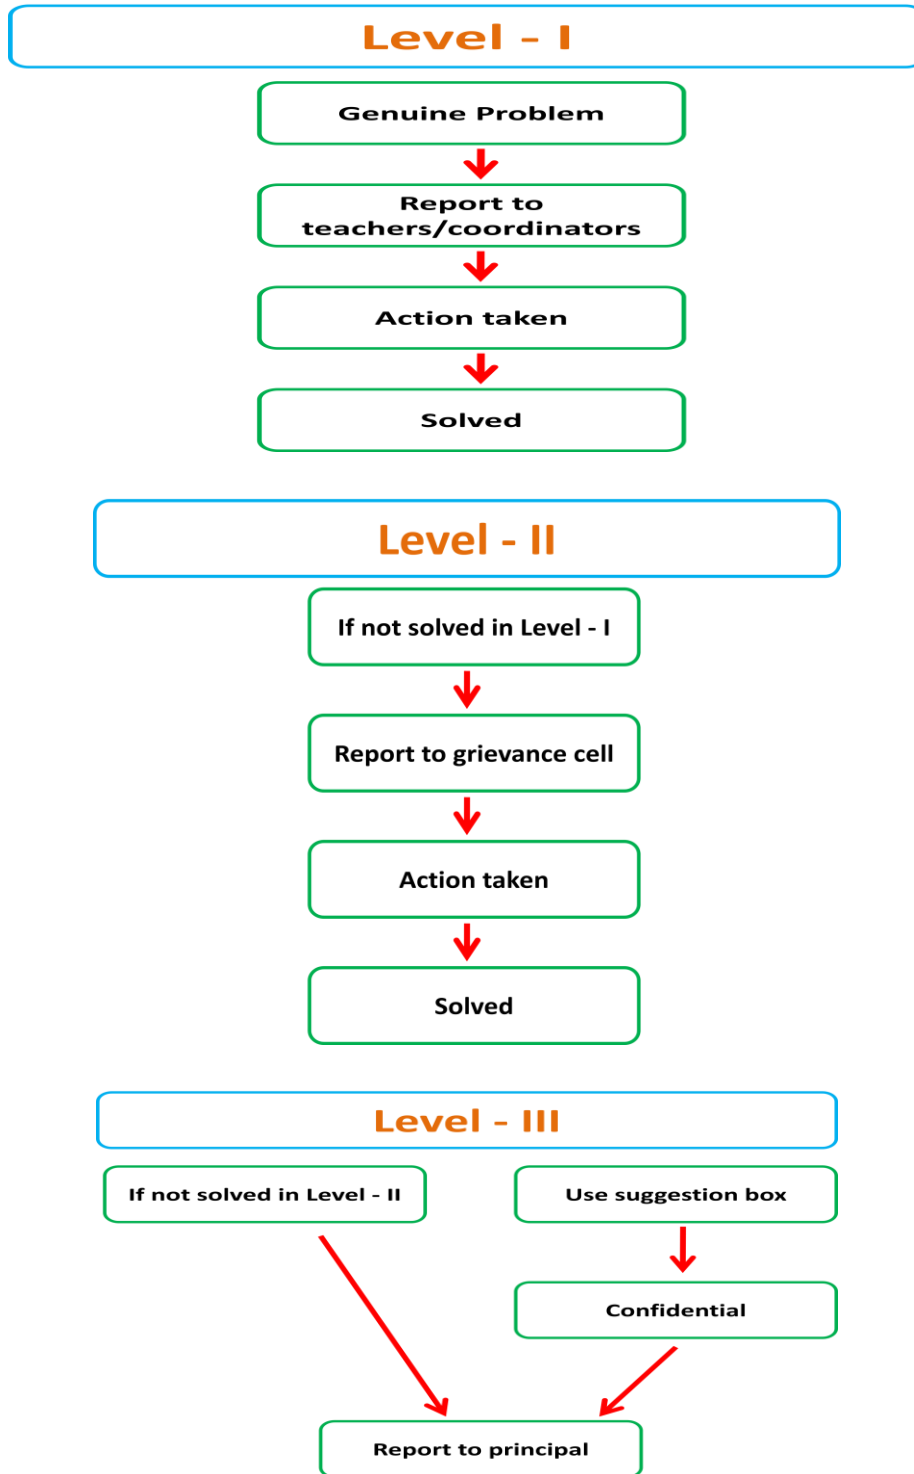 Level - I
Genuine Problem
Report to
teachers/coordinators
Action taken
Solved
Level - II
If not solved in Level - I
Report to grievance cell
Action taken
Solved
Level - III
If not solved in Level - II
Use suggestion box
Confidential
Report to principal